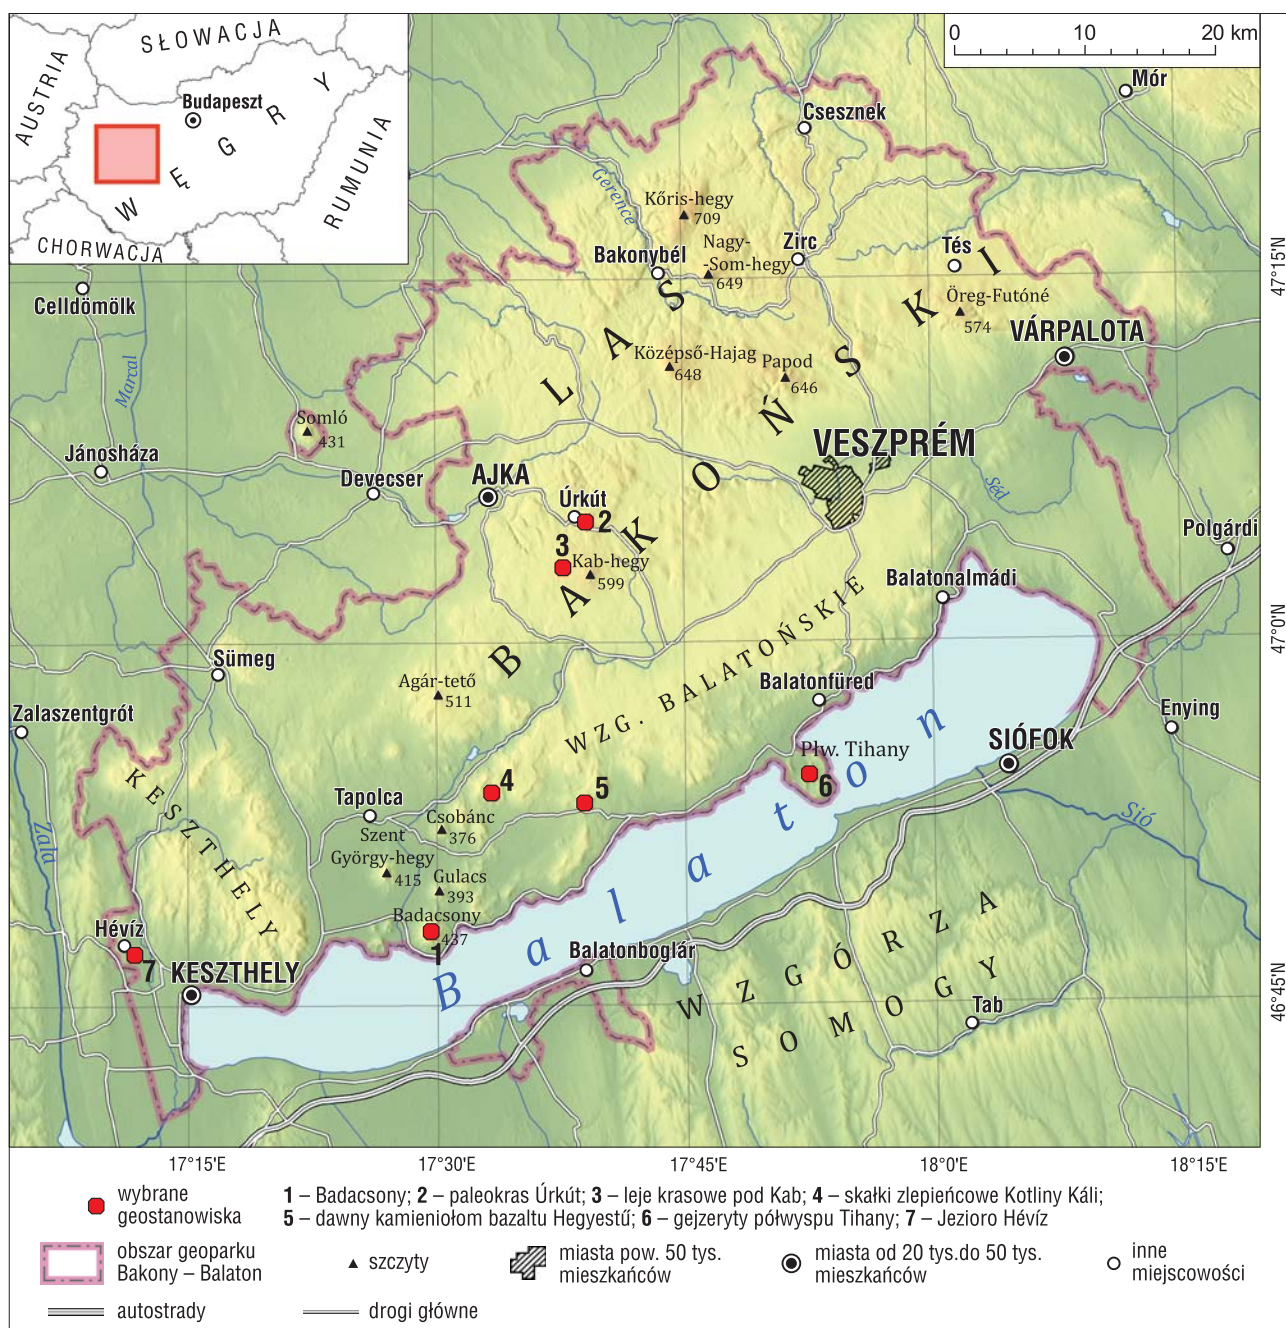 SŁOWACJA
AUSTRIA
Budapeszt
WĘGRY
RUMUNIA
CHORWACJA
0 10 20 km
Mór
Csesznek
Gerence
Kőris-hegy
709
Nagy-
-Som-hegy
649
Zirc
Bakonybél
Tés
Öreg-Futóné
574
VÁRPALOTA
47°15'N
Celldömölk
Marcal
LAS BAKOŃSKI
Középső-Hajag
648
Papod
646
Somló
431
VESZPRÉM
Jánosháza
Devecser
AJKA
Úrkút
2
3
Kab-hegy
599
Séd
Polgárdi
Balatonalmádi
47°0'N
Sümeg
Agár-tető
511
WZG. BALATOŃSKIE
Balatonfüred
Enying
Zalaszentgrót
SIÓFOK
Płw. Tihany
6
KESZTHELY
4
5
Tapolca
Csobánc
376
Szent
György-hegy
415
Gulacs
393
Badacsony
437
1
Balaton
Sió
Zala
Hévíz
7
KESZTHELY
Balatonboglár
WZGÓRZA
SOMOGY
Tab
46°45'N
17°15'E 17°30'E 17°45'E 18°0'E 18°15'E
wybrane
geostanowiska
1 – Badacsony; 2 – paleokras Úrkút; 3 – leje krasowe pod Kab; 4 – skałki zlepieńcowe Kotliny Káli;
5 – dawny kamieniołom bazaltu Hegyestű; 6 – gejzeryty półwyspu Tihany; 7 – Jezioro Hévíz
obszar geoparku
Bakony – Balaton
szczyty
miasta pow. 50 tys.
mieszkańców
miasta od 20 tys.do 50 tys.
mieszkańców
inne
miejscowości
autostrady
drogi główne